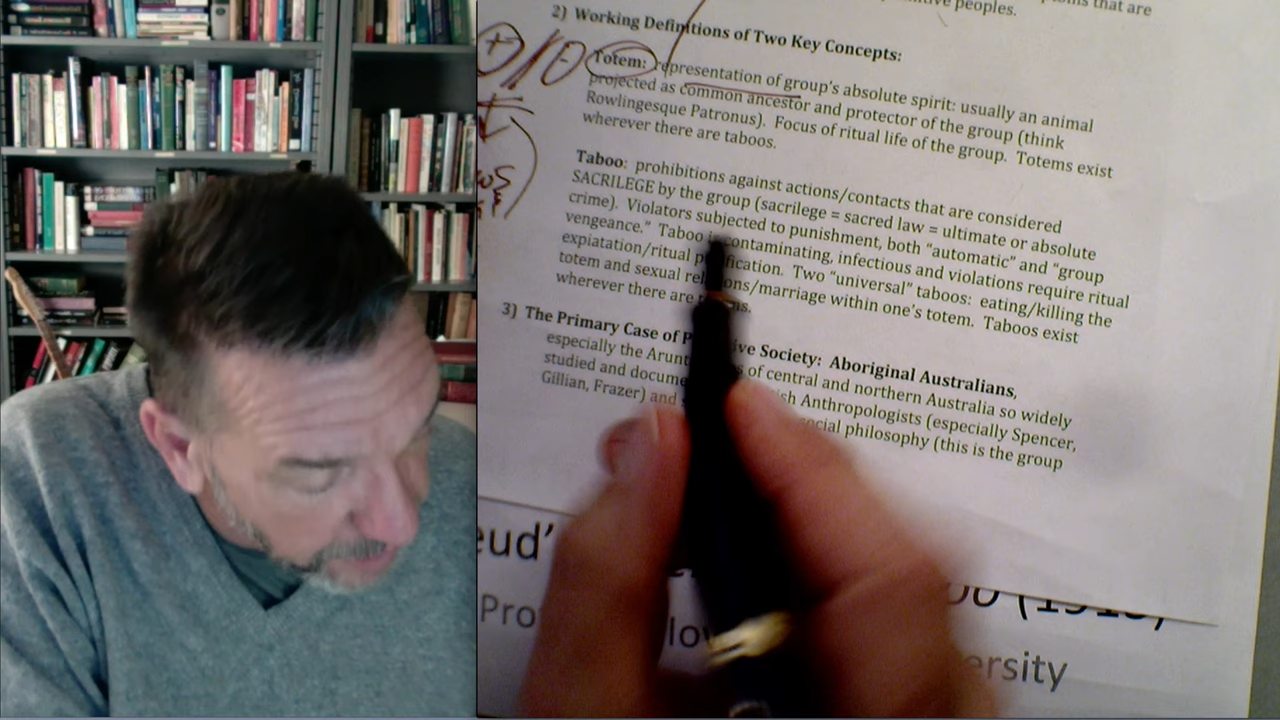 that are
peoples.
2) Working Definitions of Two Key Concepts:
Totem: representation of group's absolute spirit: usually an animal
projected as common ancestor and protector of the group (think
Rowlingesque Patronus). Focus of ritual life of the group. Totems exist
wherever there are taboos.
Taboo: prohibitions against actions/contacts that are considered
SACRILEGE by the group (sacrilege = sacred law = ultimate or absolute
crime). Violators subjected to punishment, both "automatic" and "group
vengeance." Taboo is contaminating, infectious and violations require ritual
expiatation/ritual purification. Two "universal" taboos: eating/killing the
totem and sexual relations/marriage within one's totem. Taboos exist
wherever there are
3) The Primary Case of Primitive Society: Aboriginal Australians,
especially the of central and northern Australia so widely
studied and Anthropologists (especially Spencer,
Gillian, Frazer) and social philosophy (this is the group
eud' (1913)
Pro ersity